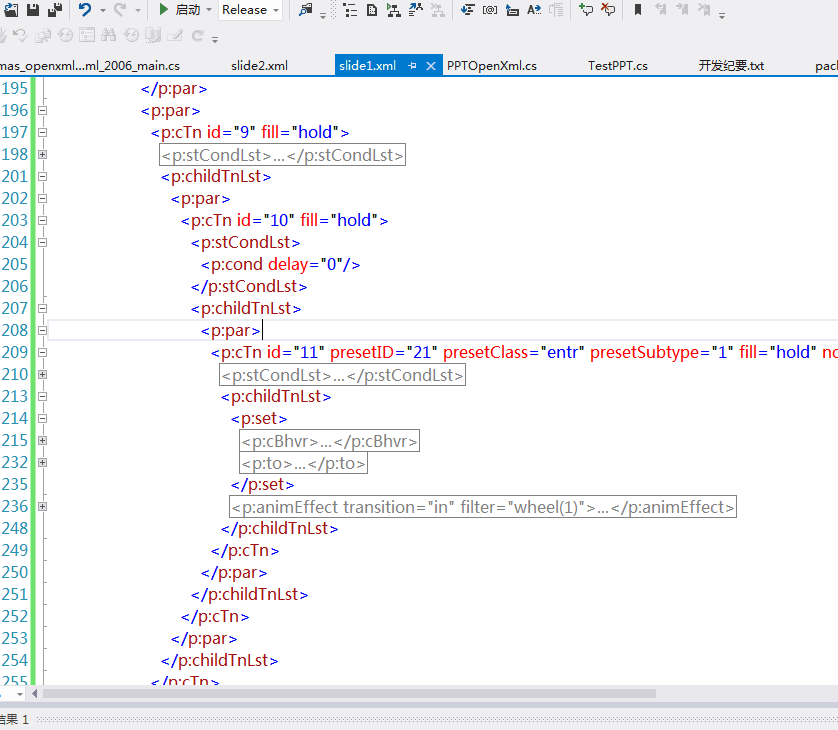 启动 Release
mas_openxml...ml_2006_main.cs slide2.xml slide1.xml PPTOpenXml.cs TestPPT.cs 开发纪要.txt pac
195 </p:par>
196 <p:par>
197 <p:cTn id="9" fill="hold">
198 <p:stCondLst>...</p:stCondLst>
201 <p:childTnLst>
202 <p:par>
203 <p:cTn id="10" fill="hold">
204 <p:stCondLst>
205 <p:cond delay="0"/>
206 </p:stCondLst>
207 <p:childTnLst>
208 <p:par>
209 <p:cTn id="11" presetID="21" presetClass="entr" presetSubtype="1" fill="hold" no
210 <p:stCondLst>...</p:stCondLst>
213 <p:childTnLst>
214 <p:set>
215 <p:cBhvr>...</p:cBhvr>
232 <p:to>...</p:to>
235 </p:set>
236 <p:animEffect transition="in" filter="wheel(1)">...</p:animEffect>
248 </p:childTnLst>
249 </p:cTn>
250 </p:par>
251 </p:childTnLst>
252 </p:cTn>
253 </p:par>
254 </p:childTnLst>
255 </p:cTn>
结果 1